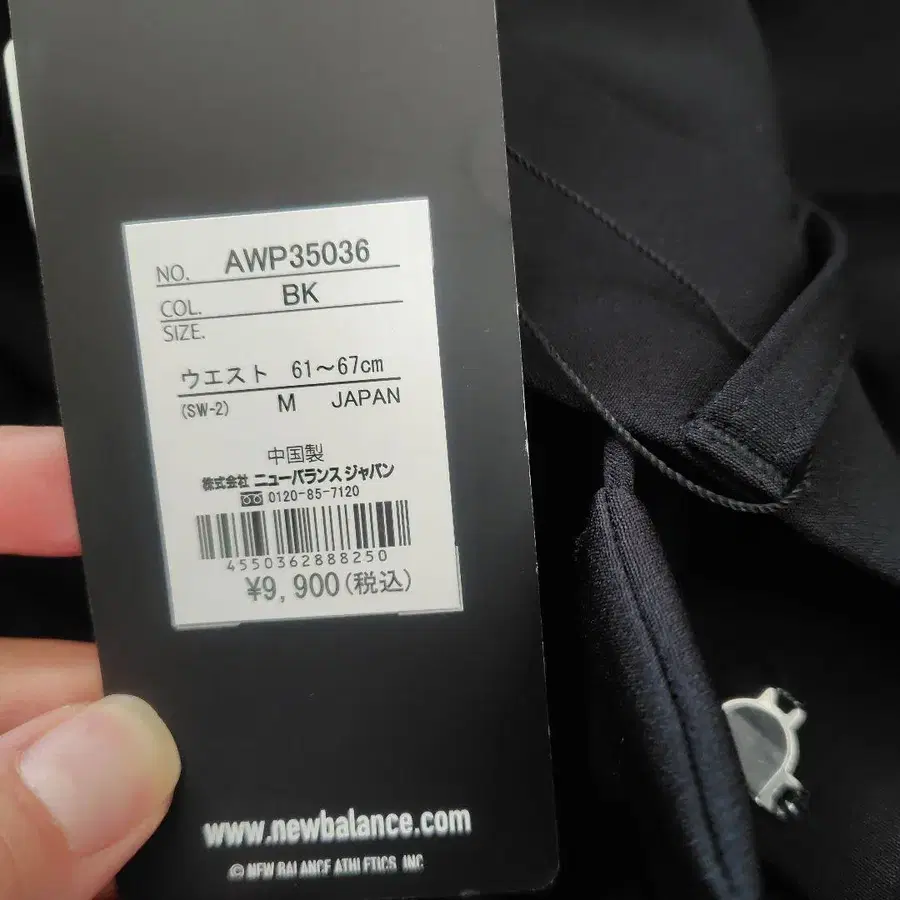 NO. AWP35036
COL. BK
SIZE.
ウエスト 61～67cm
(SW-2) M JAPAN
中国製
株式会社 ニューバランス ジャパン
0120-85-7120
4550362888250
¥9,900(税込)
www.newbalance.com
© NEW BALANCE ATHLETICS, INC.